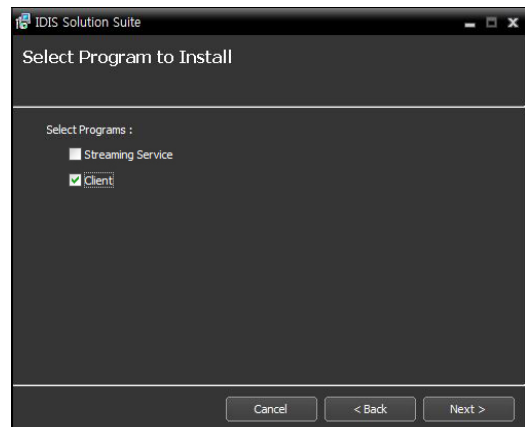 IDIS Solution Suite
Select Program to Install
Select Programs :
Streaming Service
Client
Cancel
< Back
Next >